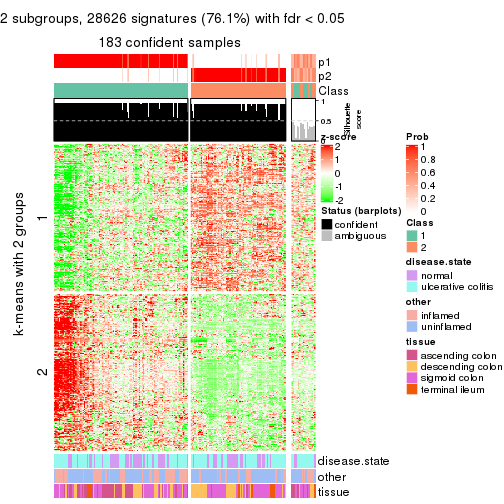 2 subgroups, 28626 signatures (76.1%) with fdr < 0.05
183 confident samples
p1
p2
Class
1
0.5
0
Silhouette
score
k-means with 2 groups
1
2
disease.state
other
tissue
z-score
2
1
0
-1
-2
Status (barplots)
confident
ambiguous
Prob
1
0.8
0.6
0.4
0.2
0
Class
1
2
disease.state
normal
ulcerative colitis
other
inflamed
uninflamed
tissue
ascending colon
descending colon
sigmoid colon
terminal ileum